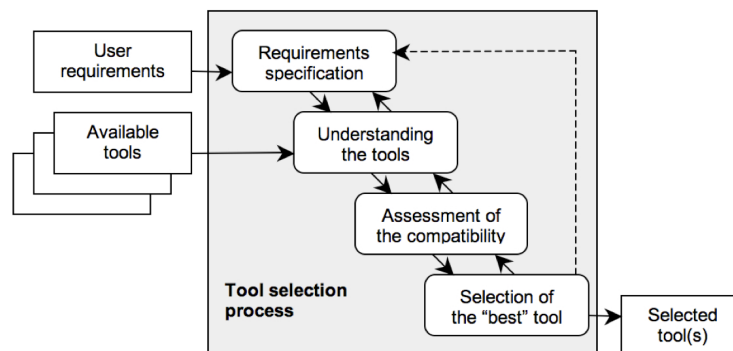 User
requirements
Requirements
specification
Available
tools
Understanding
the tools
Assessment of
the compatibility
Tool selection
process
Selection of
the “best” tool
Selected
tool(s)